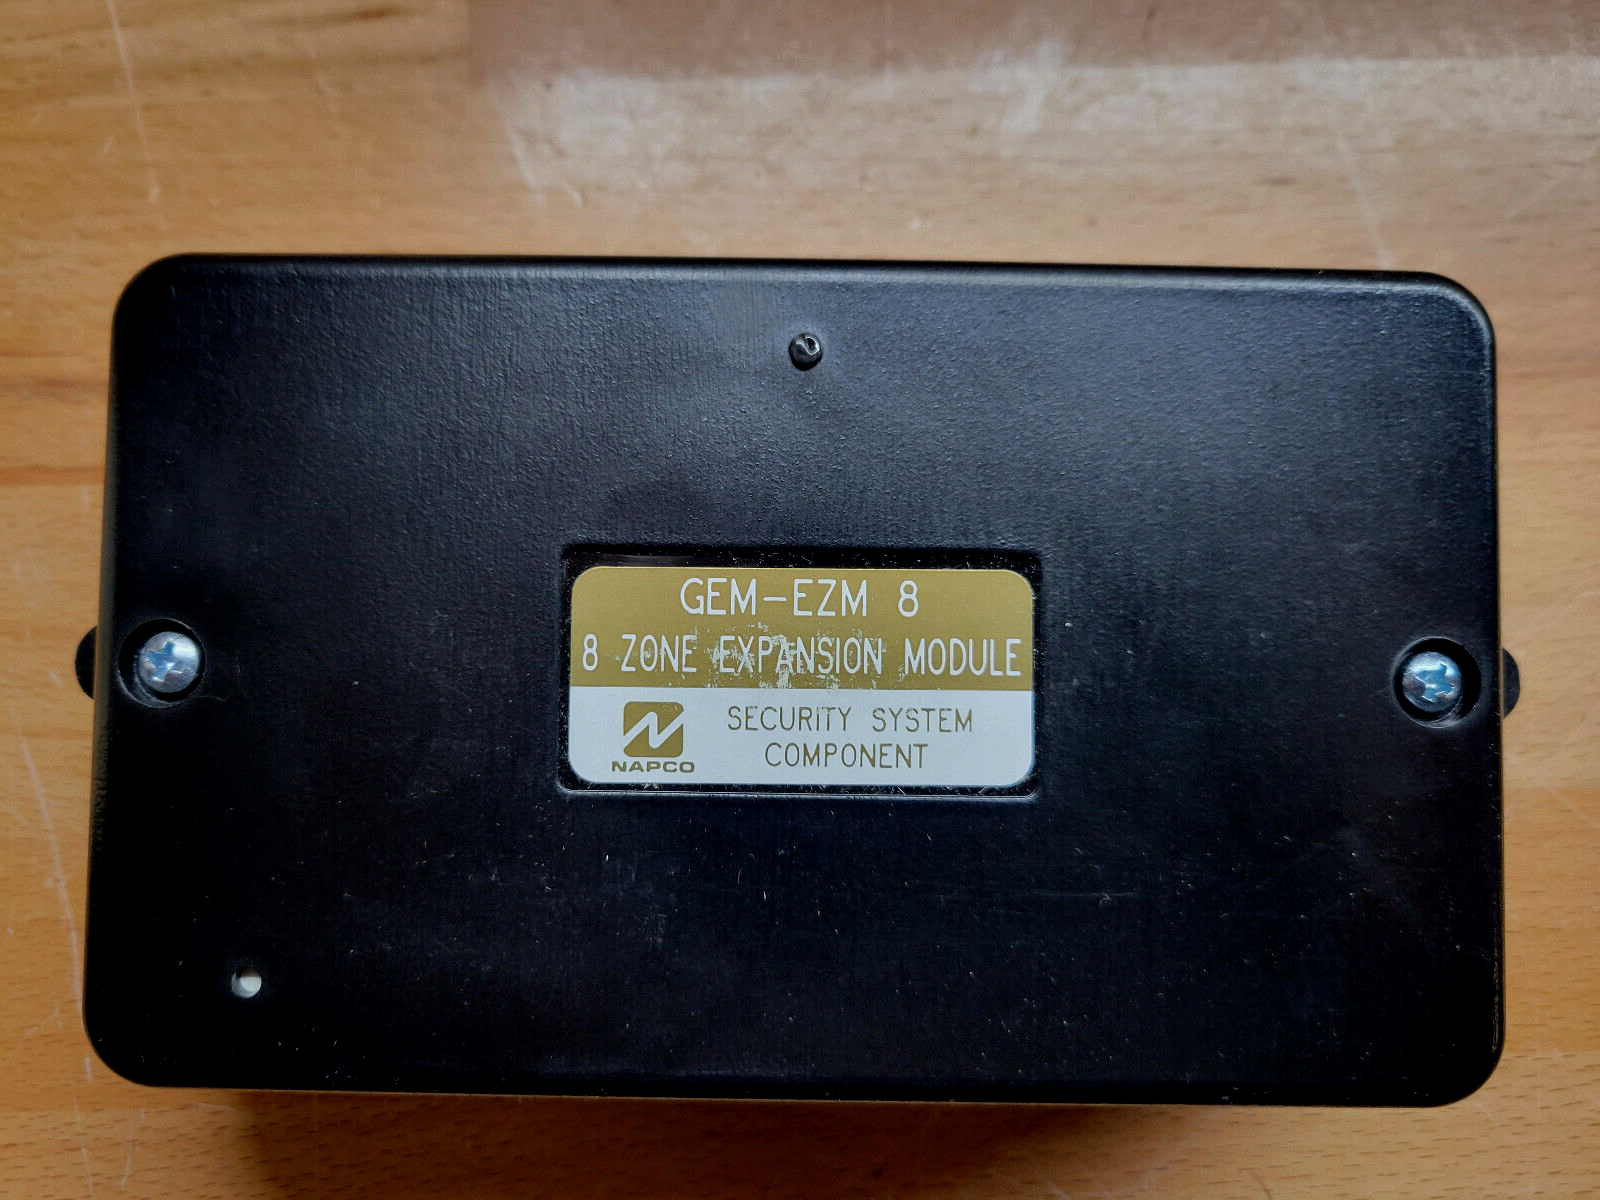 GEM-EZM 8
8 ZONE EXPANSION MODULE
SECURITY SYSTEM
COMPONENT
NAPCO